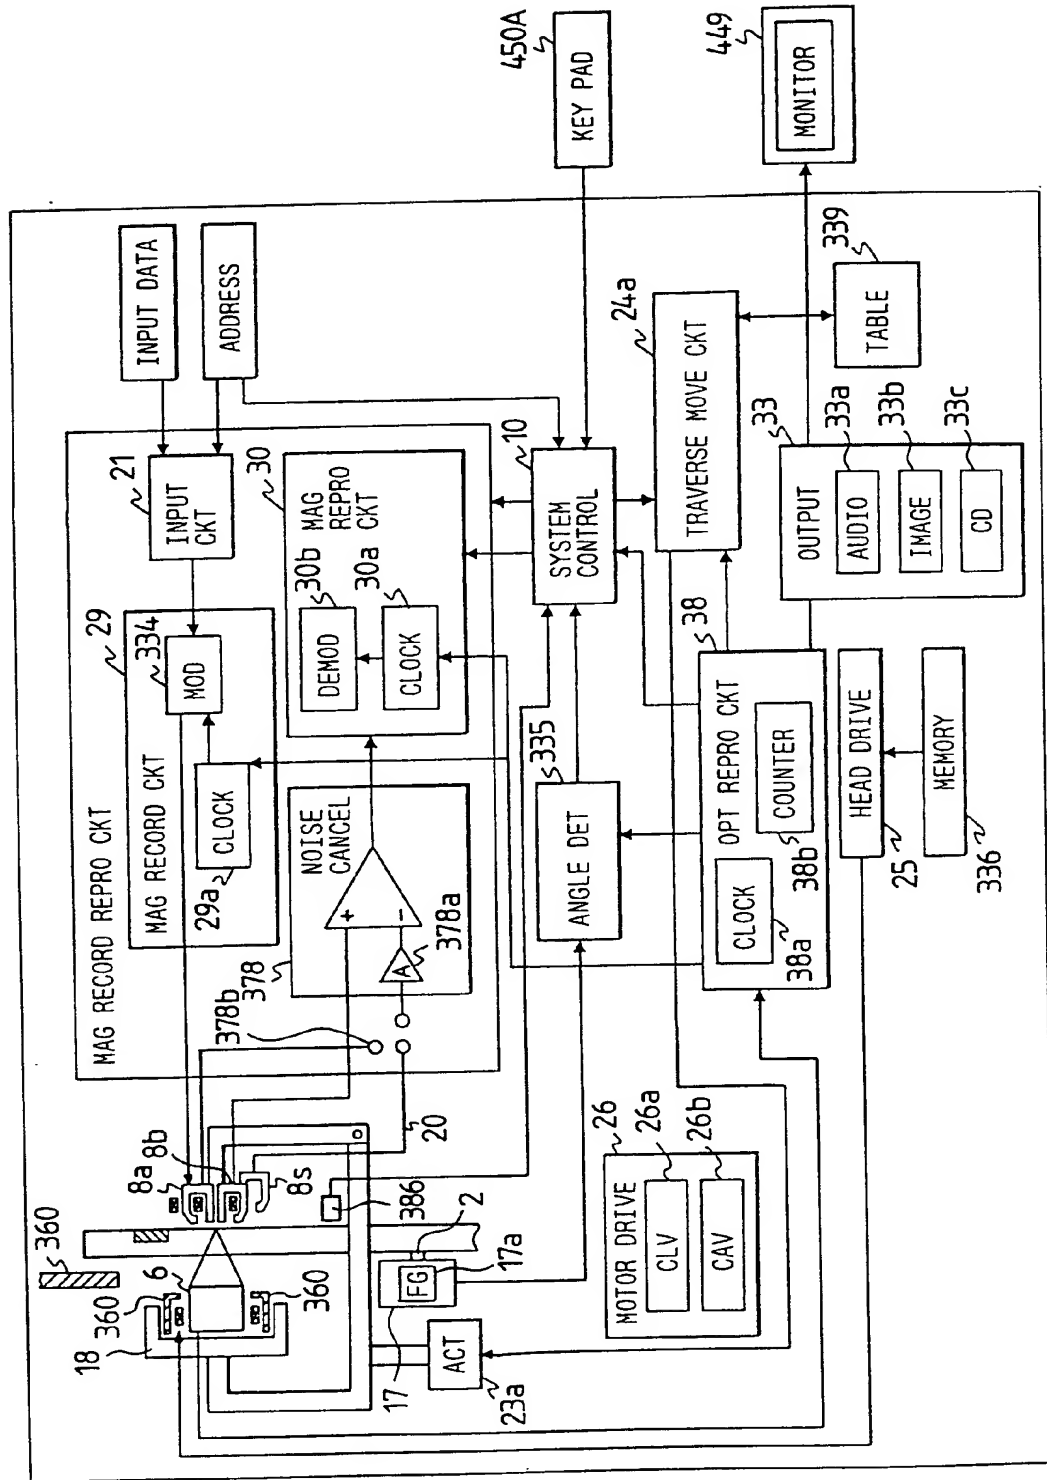 INPUT DATA
ADDRESS
450A
KEY PAD
449
MONITOR
MAG RECORD REPRO CKT
21
INPUT
CKT
29
MAG RECORD CKT
334
MOD
CLOCK
29a
30
MAG
REPRO
CKT
30b
DEMOD
30a
CLOCK
378
NOISE
CANCEL
+
−
A
378a
378b
10
SYSTEM
CONTROL
24a
TRAVERSE MOVE CKT
339
TABLE
335
ANGLE DET
38
OPT REPRO CKT
CLOCK
38a
COUNTER
38b
33
OUTPUT
33a
AUDIO
33b
IMAGE
33c
CD
HEAD DRIVE
25
MEMORY
336
360
6
360
18
360
8a
8b
8s
20
386
2
17a
FG
17
ACT
23a
26
MOTOR DRIVE
26a
CLV
26b
CAV